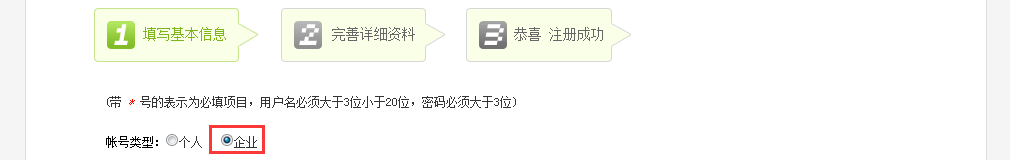 1 填写基本信息 2 完善详细资料 3 恭喜 注册成功
(带 * 号的表示为必填项目，用户名必须大于3位小于20位，密码必须大于3位)
帐号类型：个人 企业